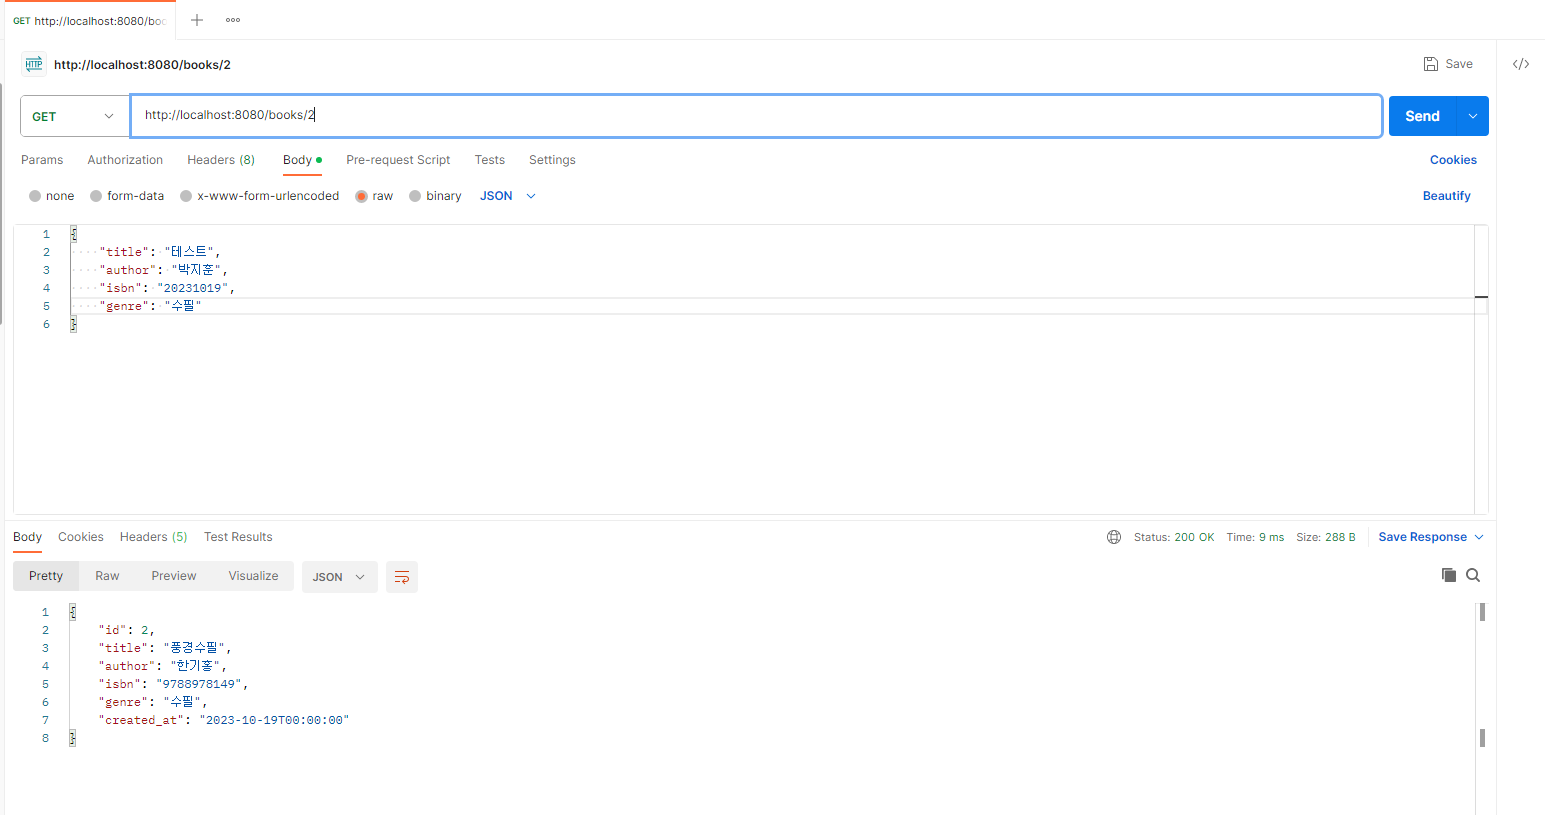 GET http://localhost:8080/boo
HTTP http://localhost:8080/books/2 Save </>
GET http://localhost:8080/books/2 Send
Params Authorization Headers (8) Body Pre-request Script Tests Settings Cookies
none form-data x-www-form-urlencoded raw binary JSON Beautify
1 {
2 "title": "테스트",
3 "author": "박지훈",
4 "isbn": "20231019",
5 "genre": "수필"
6 }
Body Cookies Headers (5) Test Results Status: 200 OK Time: 9 ms Size: 288 B Save Response
Pretty Raw Preview Visualize JSON
1 {
2 "id": 2,
3 "title": "풍경수필",
4 "author": "한기홍",
5 "isbn": "9788978149",
6 "genre": "수필",
7 "created_at": "2023-10-19T00:00:00"
8 }